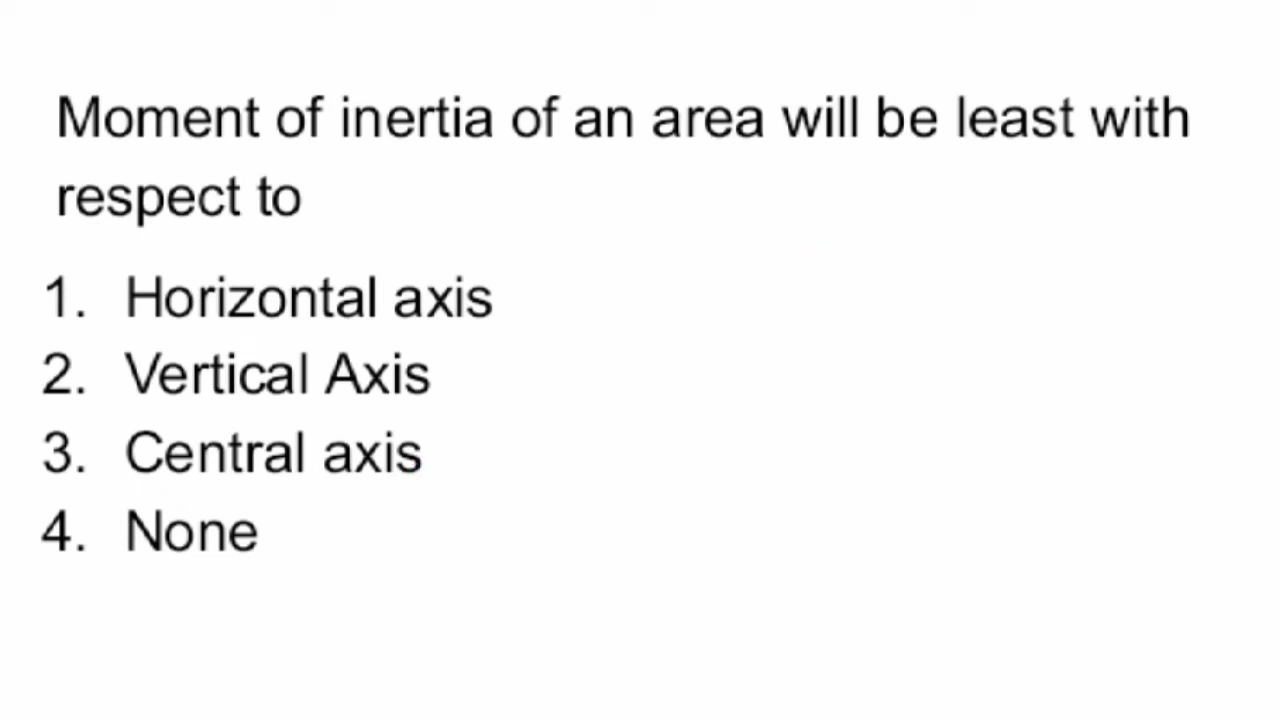 Moment of inertia of an area will be least with
respect to
1. Horizontal axis
2. Vertical Axis
3. Central axis
4. None